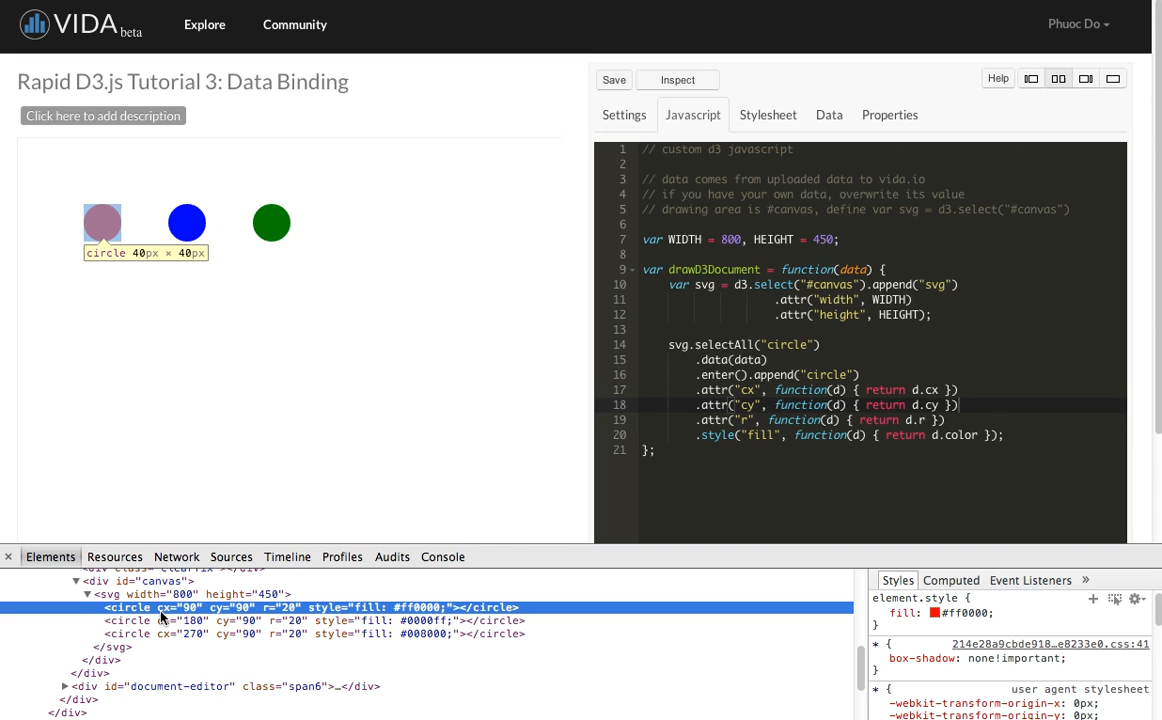 VIDA beta
Explore
Community
Phuoc Do
Rapid D3.js Tutorial 3: Data Binding
Click here to add description
Save
Inspect
Help
Settings
Javascript
Stylesheet
Data
Properties
circle 40px × 40px
1 // custom d3 javascript
2
3 // data comes from uploaded data to vida.io
4 // if you have your own data, overwrite its value
5 // drawing area is #canvas, define var svg = d3.select("#canvas")
6
7 var WIDTH = 800, HEIGHT = 450;
8
9 var drawD3Document = function(data) {
10 var svg = d3.select("#canvas").append("svg")
11 .attr("width", WIDTH)
12 .attr("height", HEIGHT);
13
14 svg.selectAll("circle")
15 .data(data)
16 .enter().append("circle")
17 .attr("cx", function(d) { return d.cx })
18 .attr("cy", function(d) { return d.cy })
19 .attr("r", function(d) { return d.r })
20 .style("fill", function(d) { return d.color });
21 };
× Elements Resources Network Sources Timeline Profiles Audits Console
<div class="clearfix"></div>
▼<div id="canvas">
▼<svg width="800" height="450">
<circle cx="90" cy="90" r="20" style="fill: #ff0000;"></circle>
<circle cx="180" cy="90" r="20" style="fill: #0000ff;"></circle>
<circle cx="270" cy="90" r="20" style="fill: #008000;"></circle>
</svg>
</div>
</div>
▶<div id="document-editor" class="span6">…</div>
</div>
</div>
Styles Computed Event Listeners »
element.style {
fill: #ff0000;
}
* { 214e28a9cbde918…e8233e0.css:41
box-shadow: none!important;
}
* { user agent stylesheet
-webkit-transform-origin-x: 0px;
-webkit-transform-origin-y: 0px;